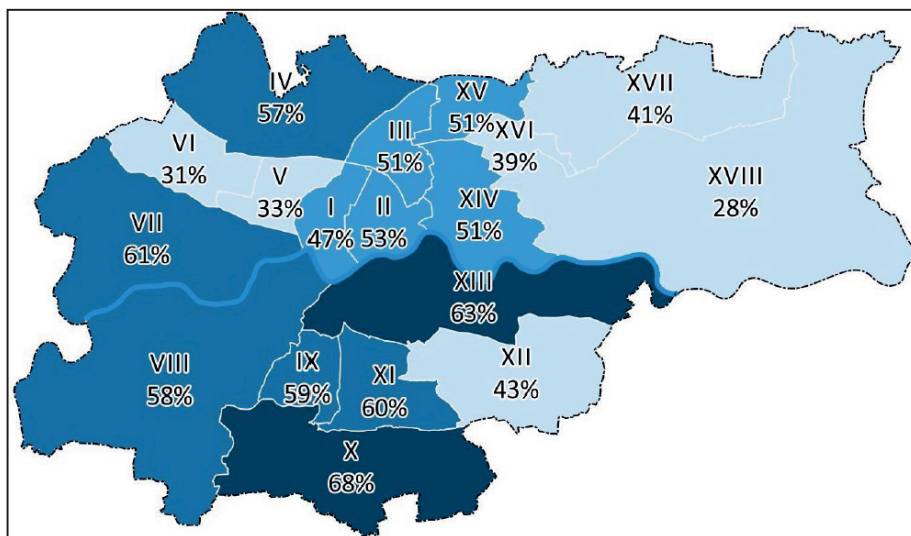 IV
57%
XV
51%
XVII
41%
III
51%
XVI
39%
VI
31%
V
33%
XVIII
28%
I
47%
II
53%
XIV
51%
VII
61%
XIII
63%
VIII
58%
IX
59%
XI
60%
XII
43%
X
68%